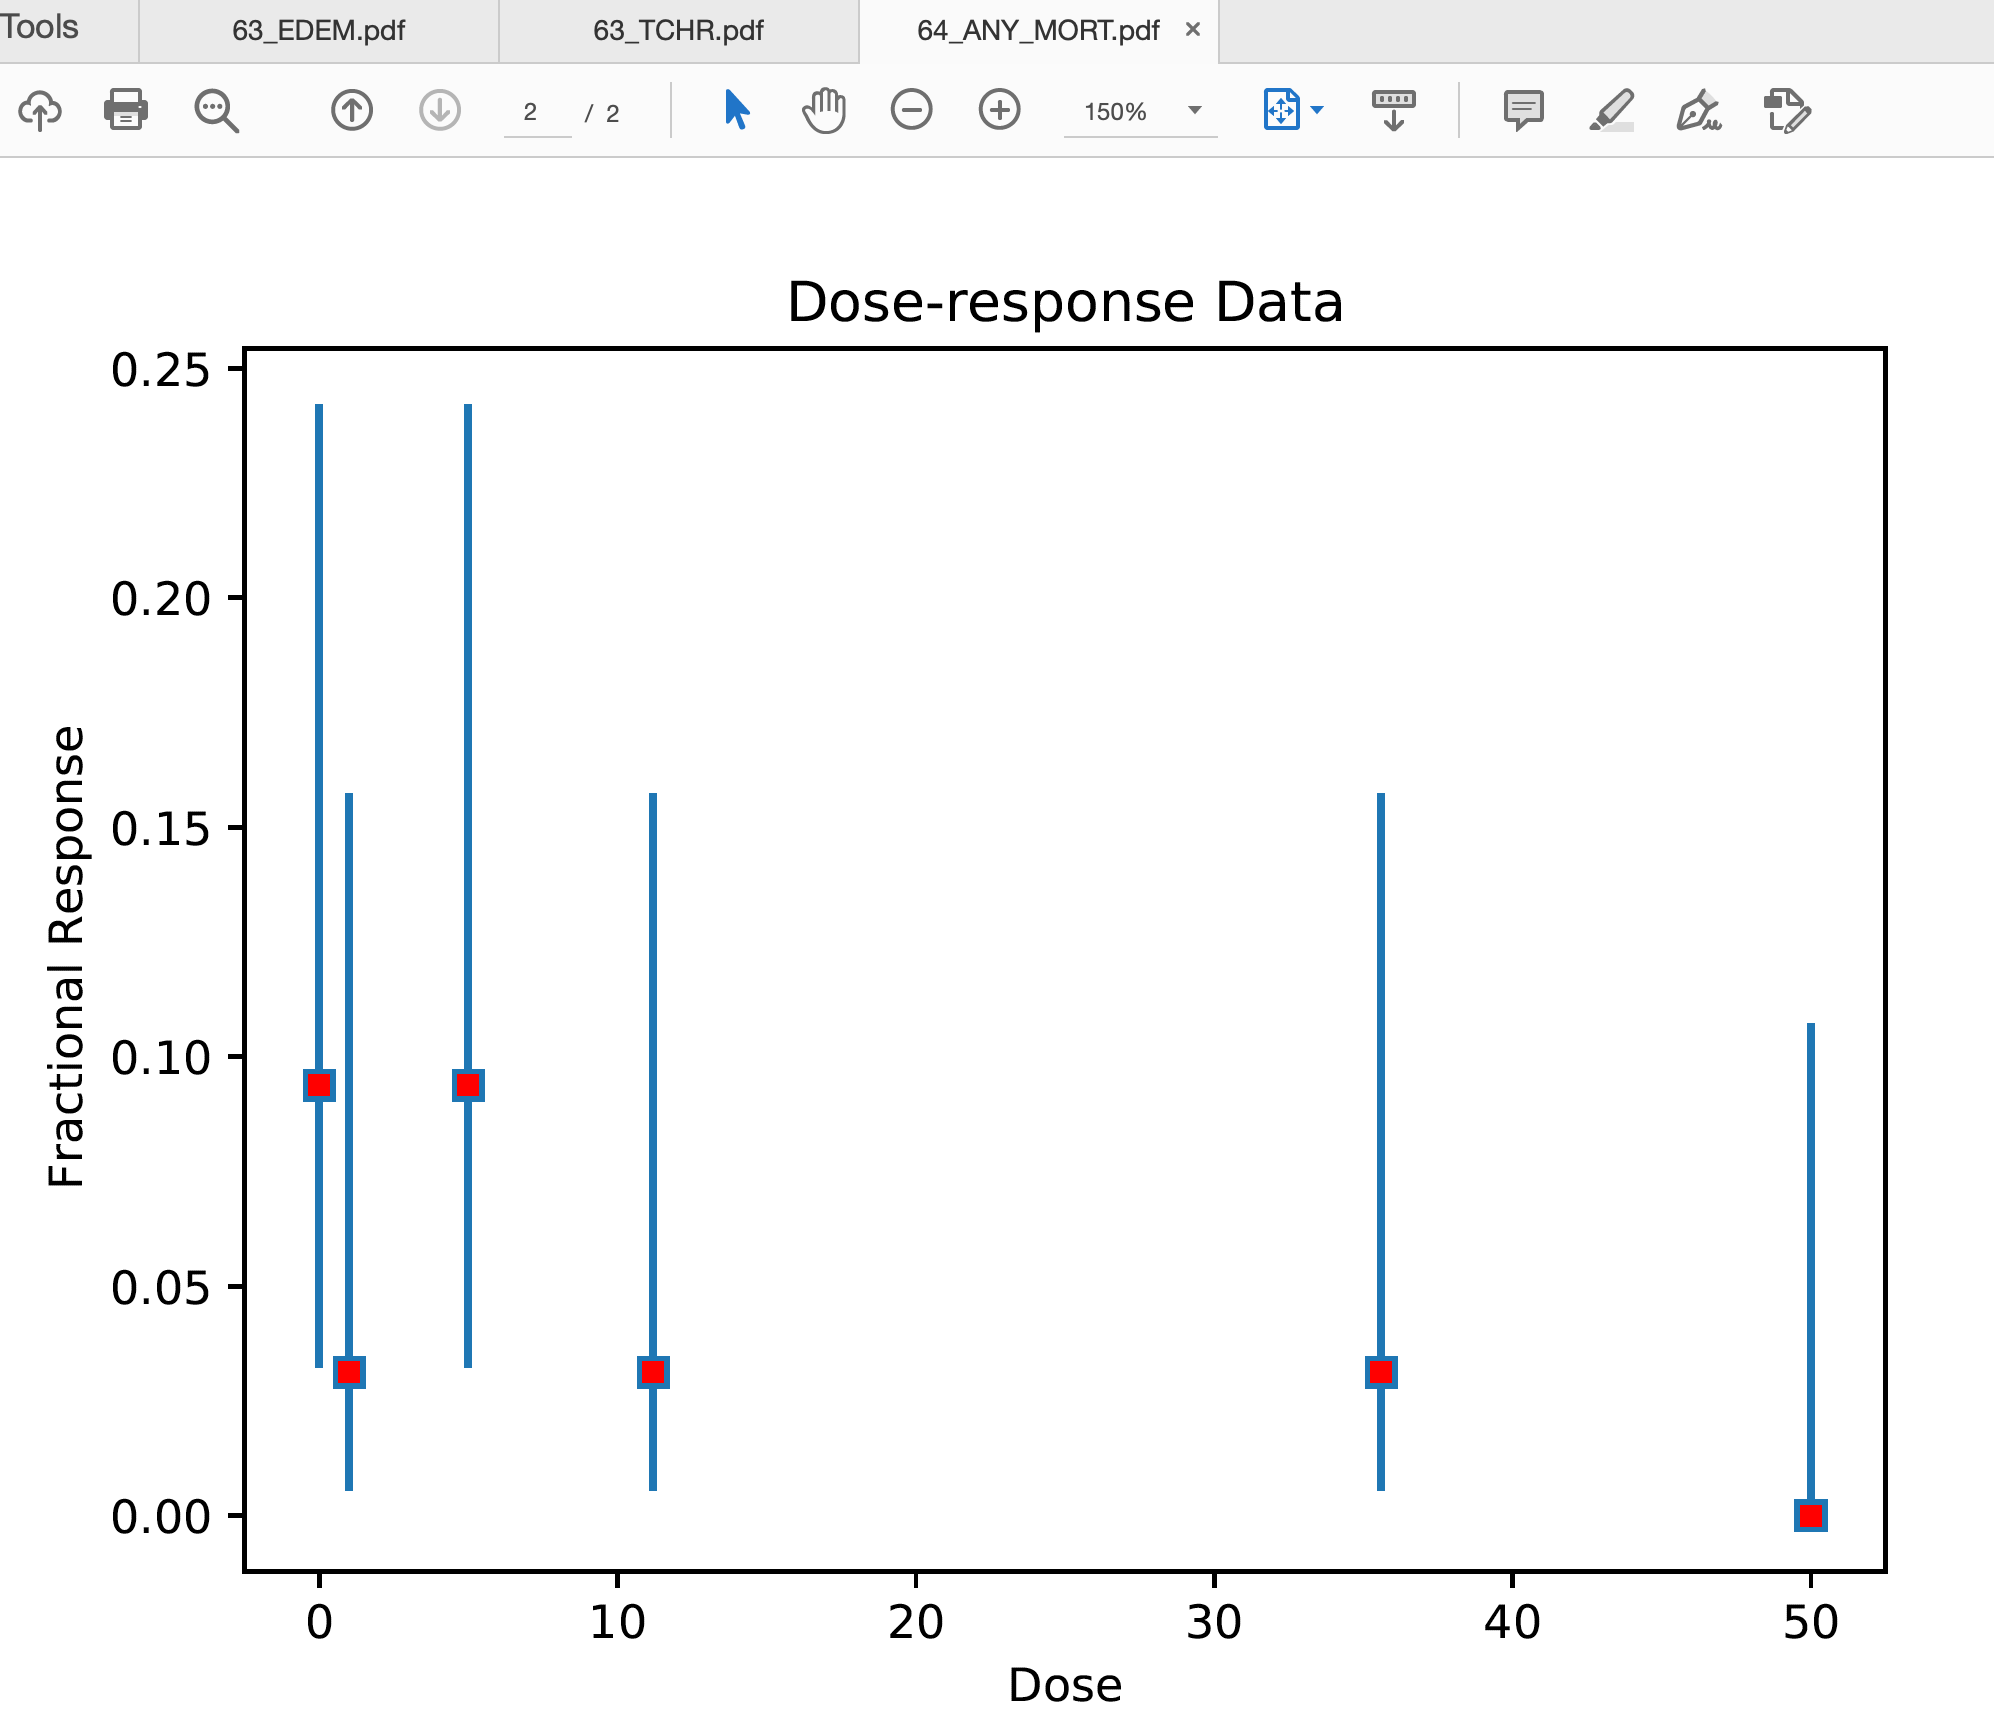 Tools 63_EDEM.pdf 63_TCHR.pdf 64_ANY_MORT.pdf ×
2 / 2 150%
Dose-response Data
0.25
0.20
0.15
0.10
0.05
0.00
Fractional Response
0 10 20 30 40 50
Dose